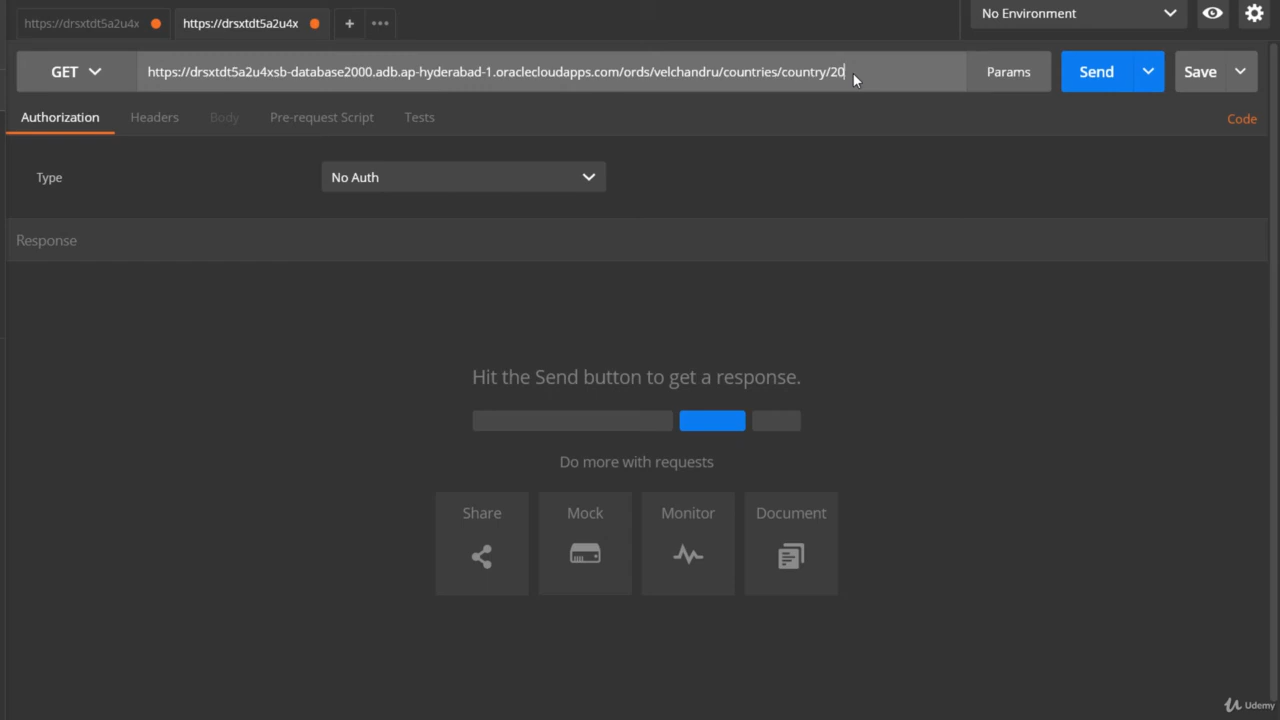 https://drsxtdt5a2u4x
https://drsxtdt5a2u4x
No Environment
GET
https://drsxtdt5a2u4xsb-database2000.adb.ap-hyderabad-1.oraclecloudapps.com/ords/velchandru/countries/country/20
Params
Send
Save
Authorization
Headers
Body
Pre-request Script
Tests
Code
Type
No Auth
Response
Hit the Send button to get a response.
Do more with requests
Share
Mock
Monitor
Document
Udemy